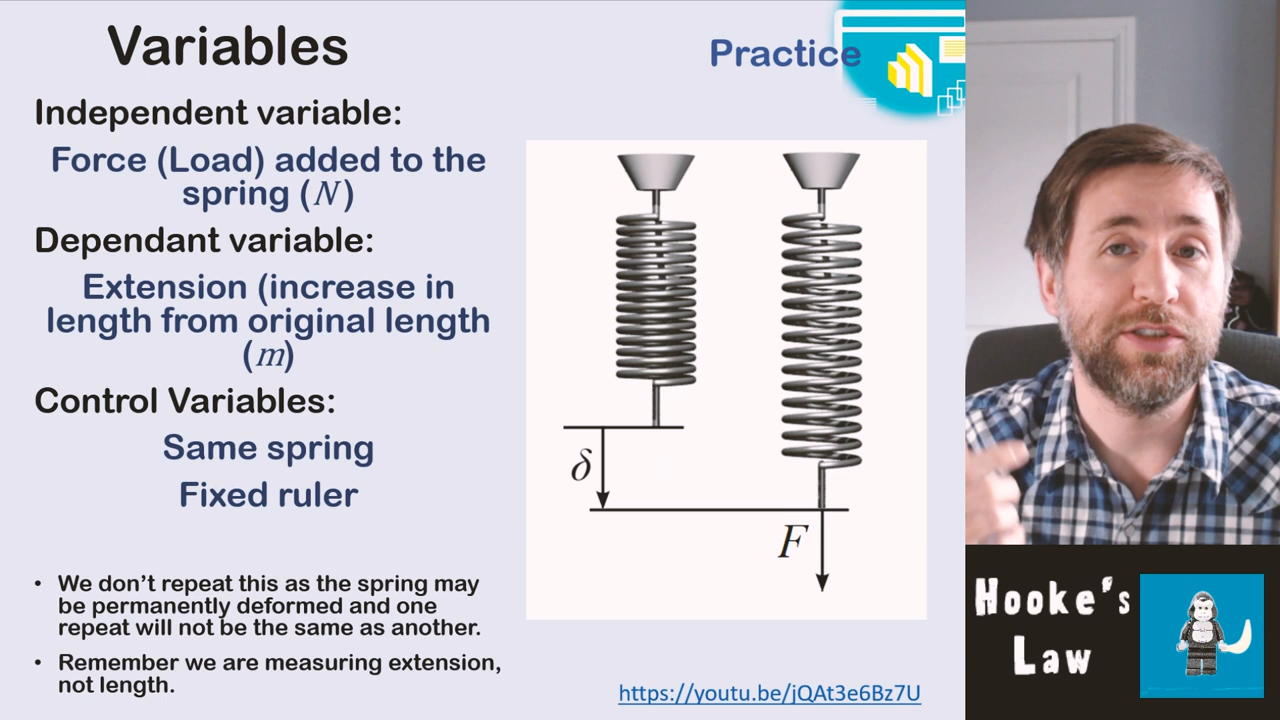 Variables
Practice
Independent variable:
Force (Load) added to the
spring (N)
Dependant variable:
Extension (increase in
length from original length
(m)
Control Variables:
Same spring
Fixed ruler
• We don’t repeat this as the spring may
be permanently deformed and one
repeat will not be the same as another.
• Remember we are measuring extension,
not length.
δ
F
https://youtu.be/jQAt3e6Bz7U
Hooke's
Law